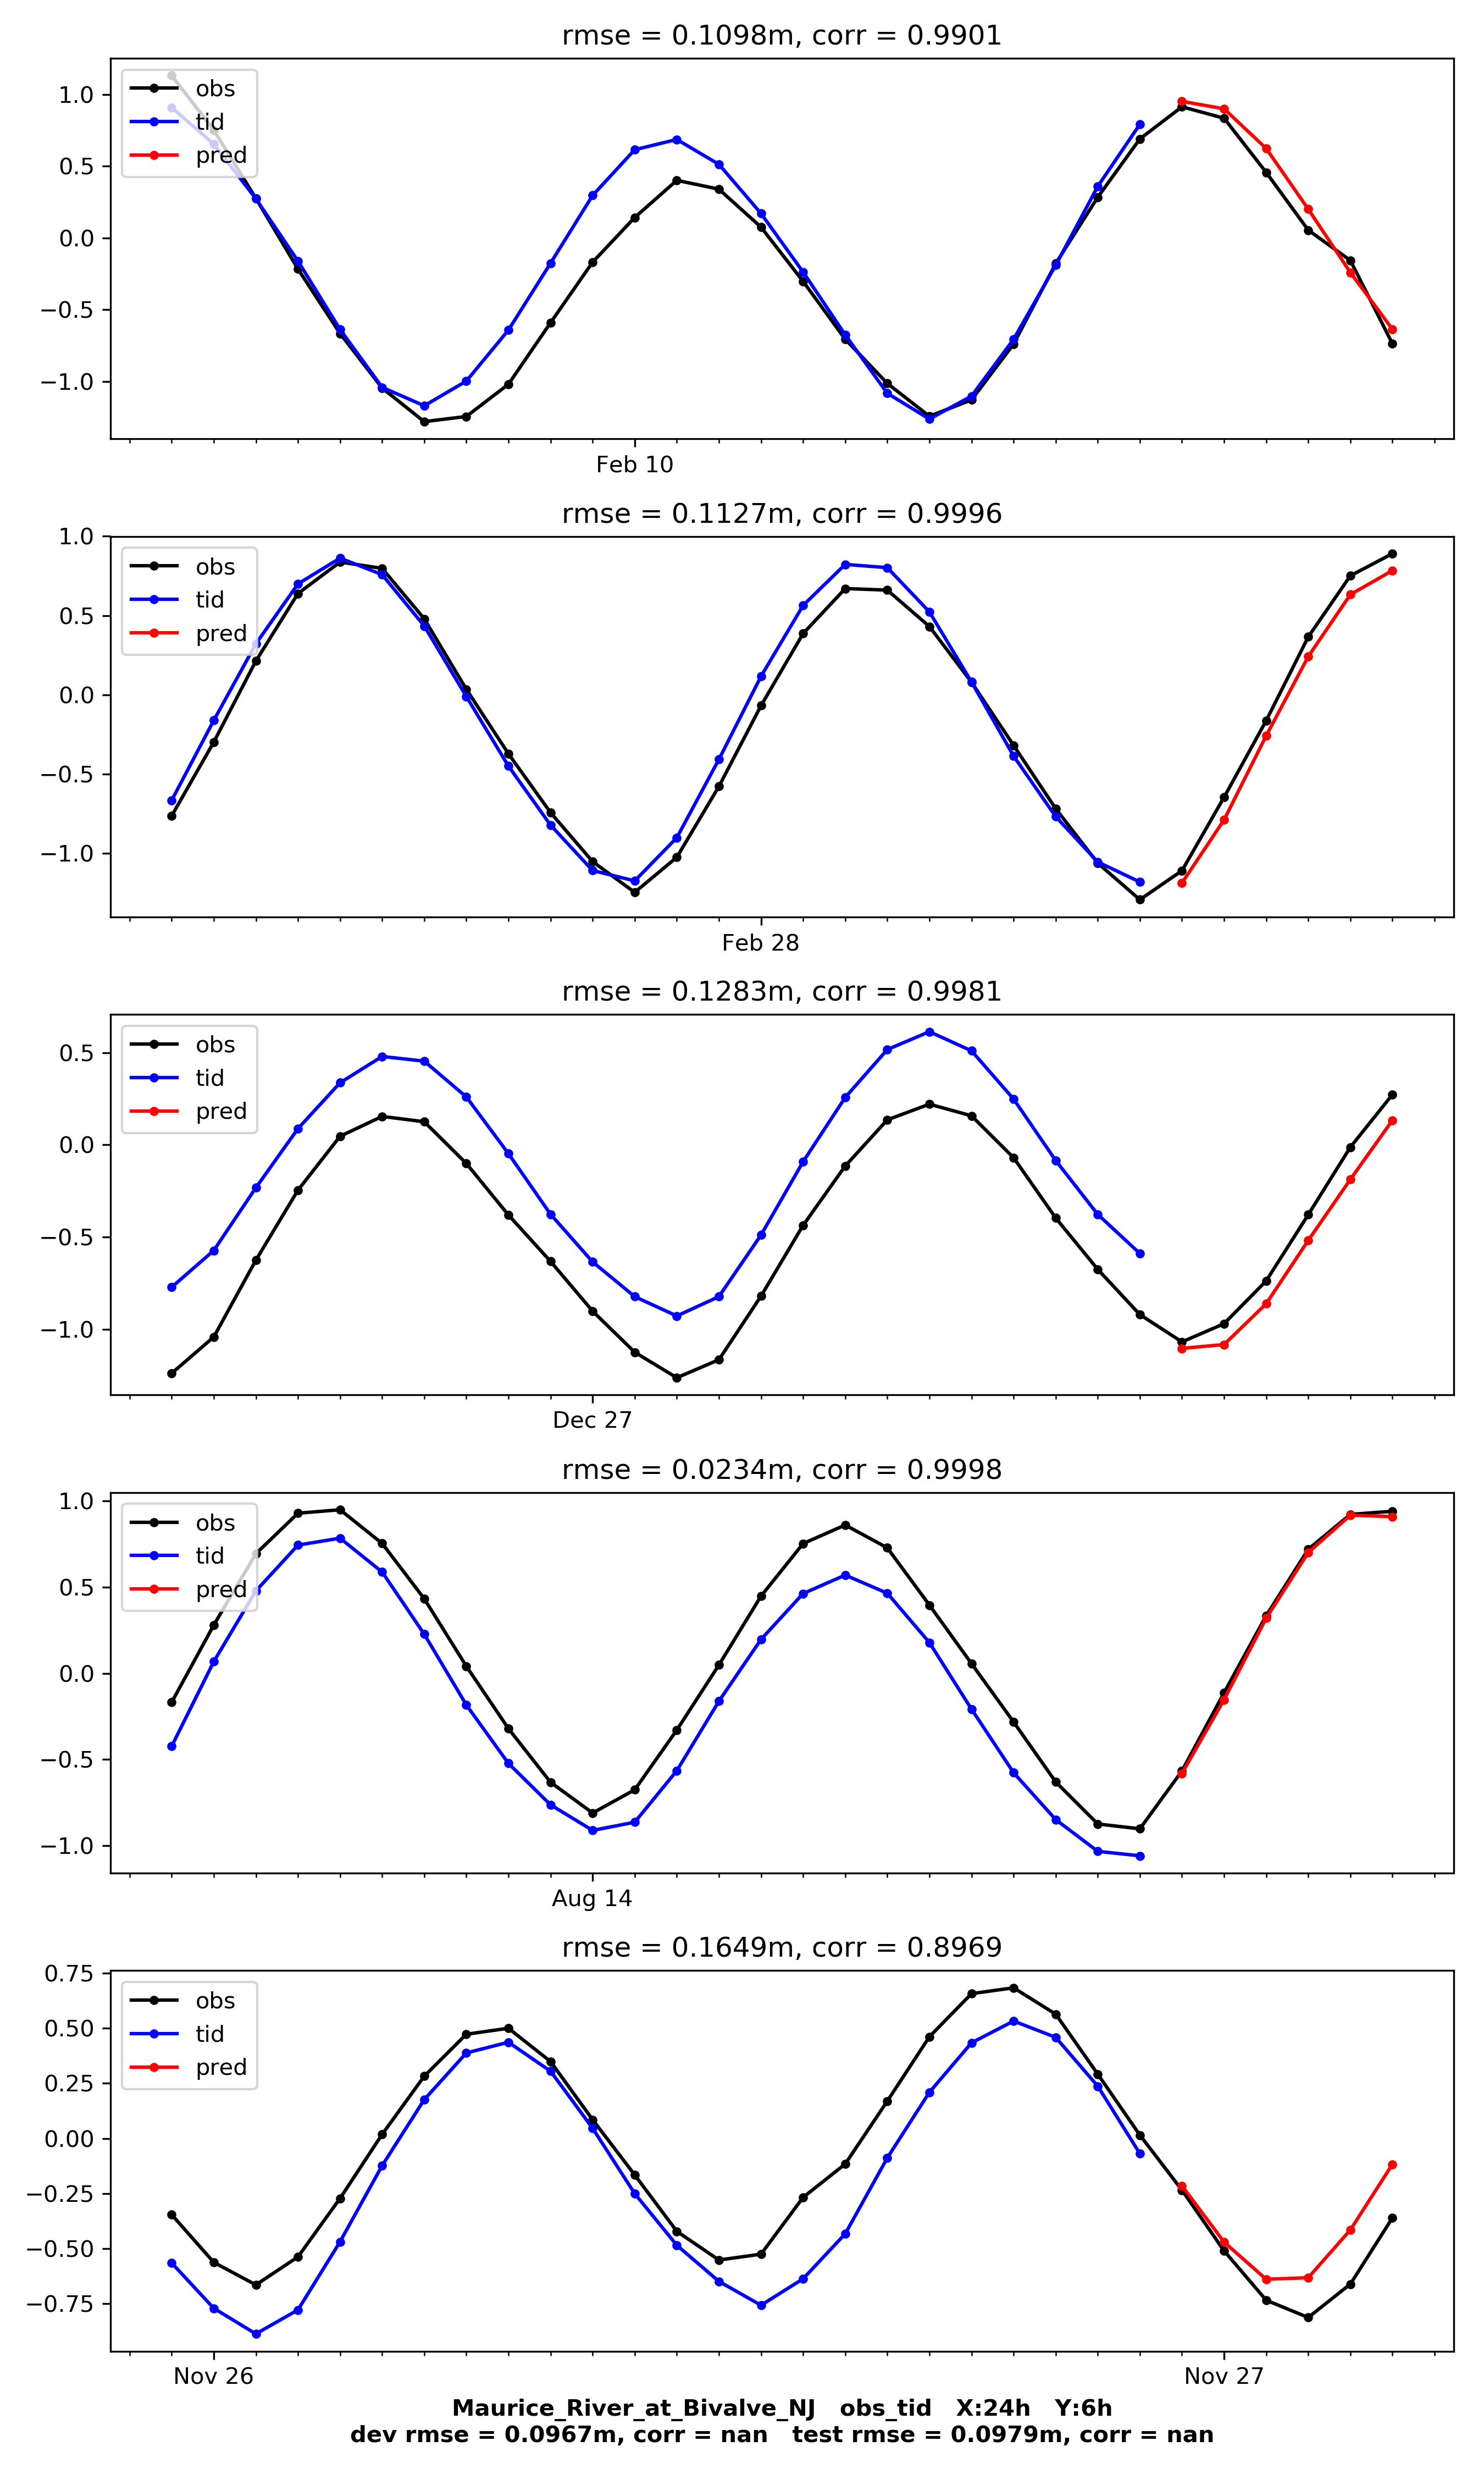 rmse = 0.1098m, corr = 0.9901
obs
tid
pred
1.0
0.5
0.0
−0.5
−1.0
Feb 10
rmse = 0.1127m, corr = 0.9996
obs
tid
pred
1.0
0.5
0.0
−0.5
−1.0
Feb 28
rmse = 0.1283m, corr = 0.9981
obs
tid
pred
0.5
0.0
−0.5
−1.0
Dec 27
rmse = 0.0234m, corr = 0.9998
obs
tid
pred
1.0
0.5
0.0
−0.5
−1.0
Aug 14
rmse = 0.1649m, corr = 0.8969
obs
tid
pred
0.75
0.50
0.25
0.00
−0.25
−0.50
−0.75
Nov 26 Nov 27
Maurice_River_at_Bivalve_NJ obs_tid X:24h Y:6h
dev rmse = 0.0967m, corr = nan test rmse = 0.0979m, corr = nan